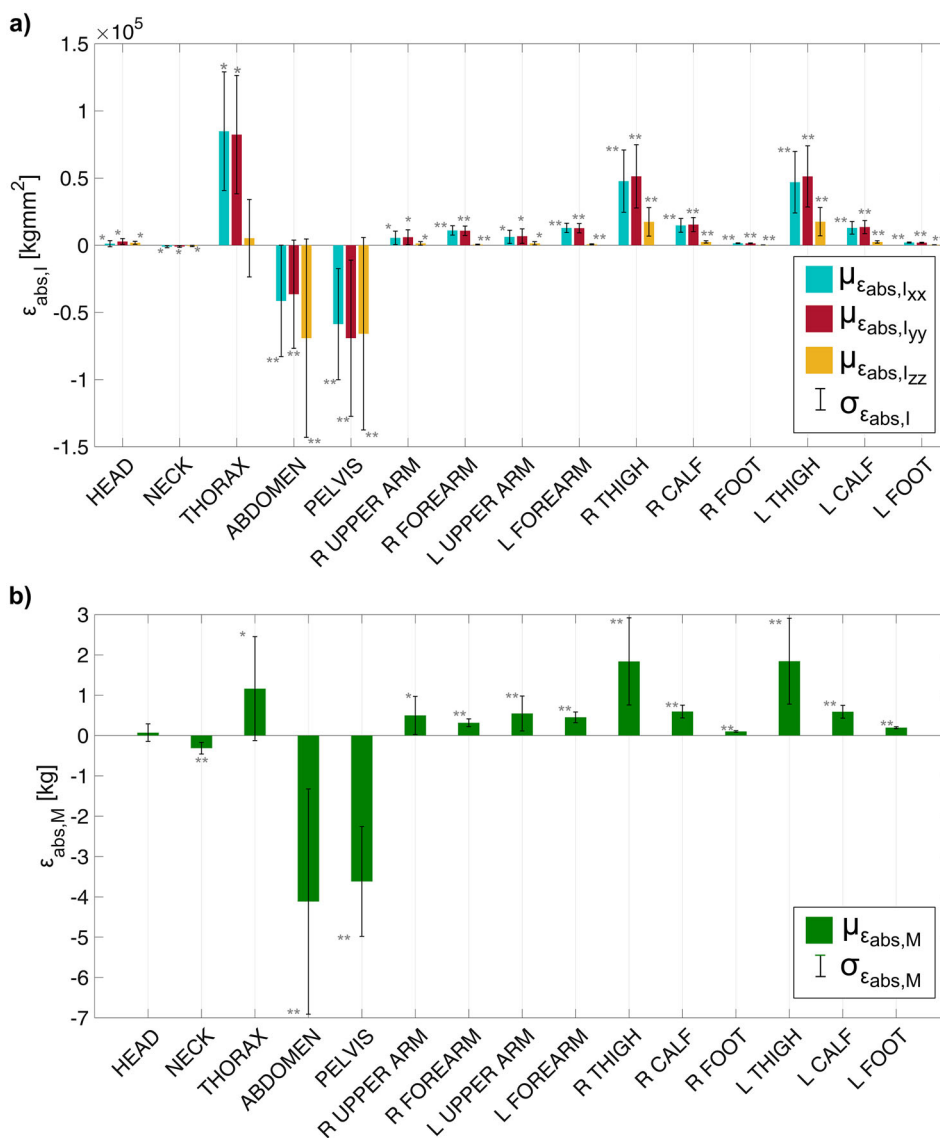 a)
×10⁵
1.5
1
0.5
0
-0.5
-1
-1.5
ε_abs,I [kgmm²]
* * * * * * * * * * * ** ** ** * * *
** ** ** ** ** ** ** ** ** ** ** ** ** ** ** ** ** **
** ** ** ** ** **
μ_ε_abs,I_xx
μ_ε_abs,I_yy
μ_ε_abs,I_zz
σ_ε_abs,I
HEAD
NECK
THORAX
ABDOMEN
PELVIS
R UPPER ARM
R FOREARM
L UPPER ARM
L FOREARM
R THIGH
R CALF
R FOOT
L THIGH
L CALF
L FOOT
b)
3
2
1
0
-1
-2
-3
-4
-5
-6
-7
ε_abs,M [kg]
** * ** ** * ** ** ** ** ** ** ** ** **
μ_ε_abs,M
σ_ε_abs,M
HEAD
NECK
THORAX
ABDOMEN
PELVIS
R UPPER ARM
R FOREARM
L UPPER ARM
L FOREARM
R THIGH
R CALF
R FOOT
L THIGH
L CALF
L FOOT